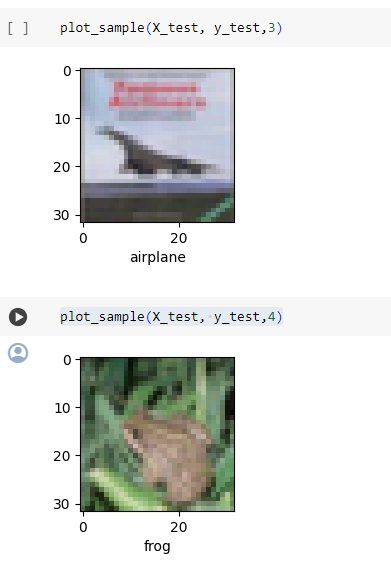 [ ] plot_sample(X_test, y_test,3)
0
10
20
30
0 20
airplane
plot_sample(X_test, y_test,4)
0
10
20
30
0 20
frog